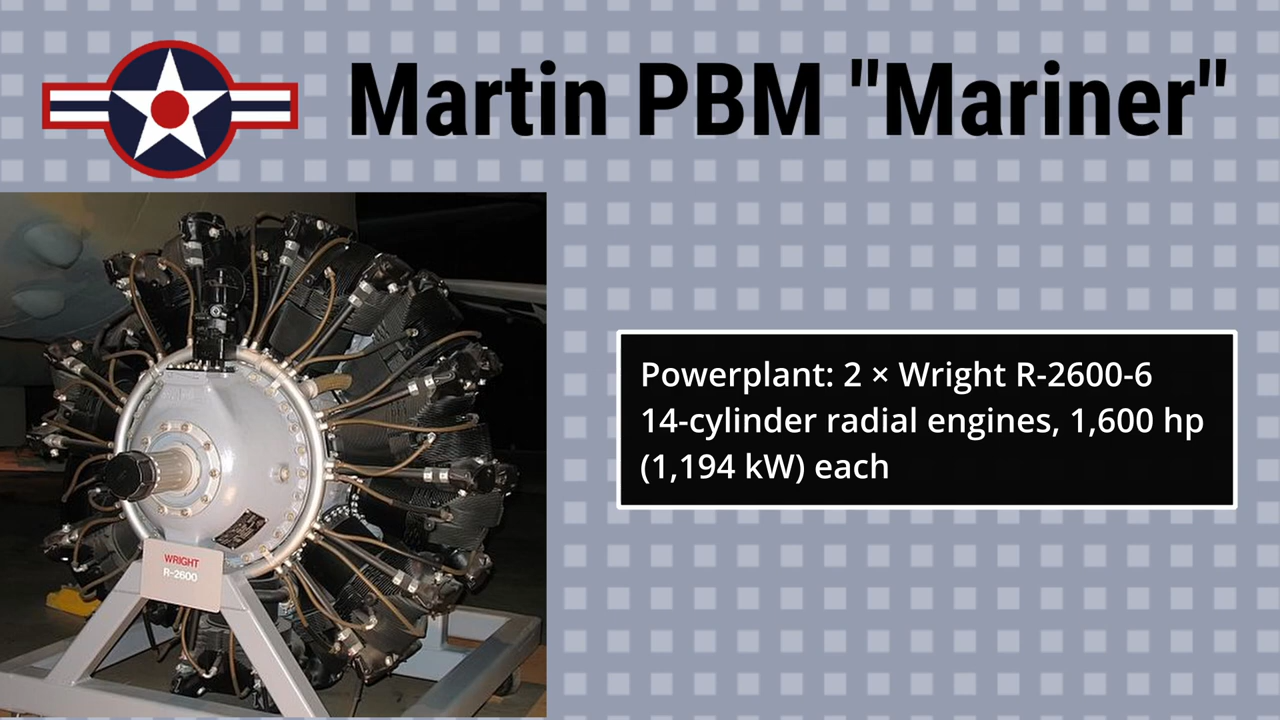 Martin PBM "Mariner"
Powerplant: 2 × Wright R-2600-6
14-cylinder radial engines, 1,600 hp
(1,194 kW) each
WRIGHT
R-2600